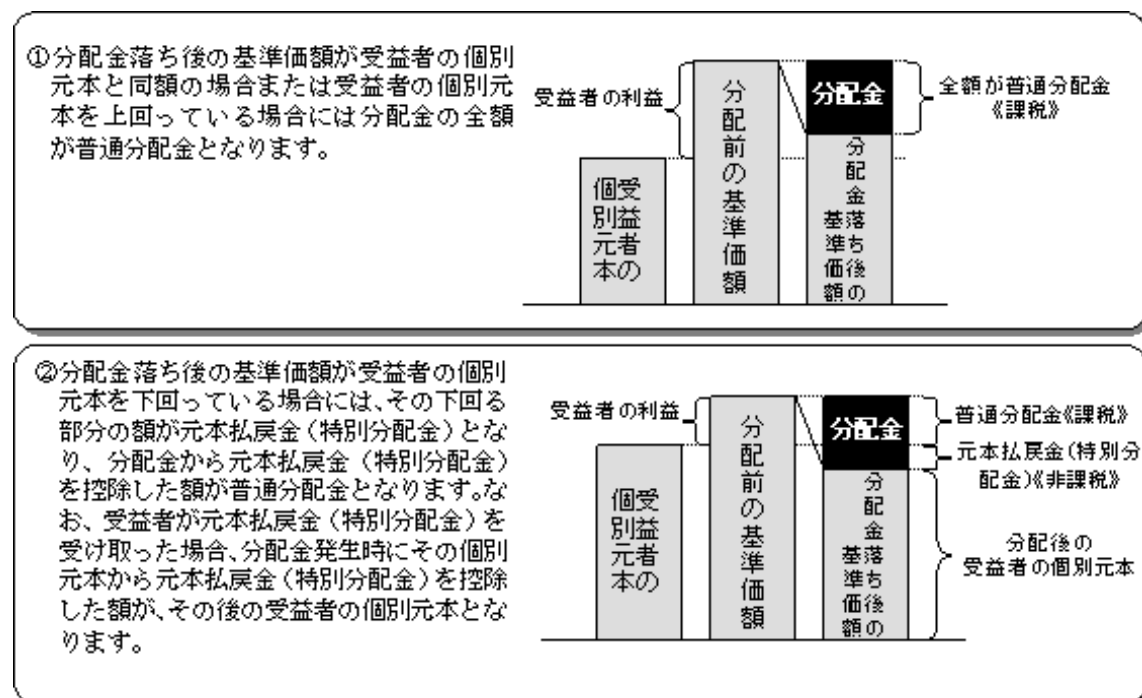 ①分配金落ち後の基準価額が受益者の個別
元本と同額の場合または受益者の個別元
本を上回っている場合には分配金の全額
が普通分配金となります。
受益者の利益
受益者の
個別元本
分配前の基準価額
分配金
分配金落ち後の
基準価額
全額が普通分配金
《課税》
②分配金落ち後の基準価額が受益者の個別
元本を下回っている場合には、その下回る
部分の額が元本払戻金(特別分配金)とな
り、分配金から元本払戻金(特別分配金)
を控除した額が普通分配金となります。な
お、受益者が元本払戻金(特別分配金)を
受け取った場合、分配金発生時にその個別
元本から元本払戻金(特別分配金)を控除
した額が、その後の受益者の個別元本とな
ります。
受益者の利益
受益者の
個別元本
分配前の基準価額
分配金
分配金落ち後の
基準価額
普通分配金《課税》
元本払戻金(特別分
配金)《非課税》
分配後の
受益者の個別元本